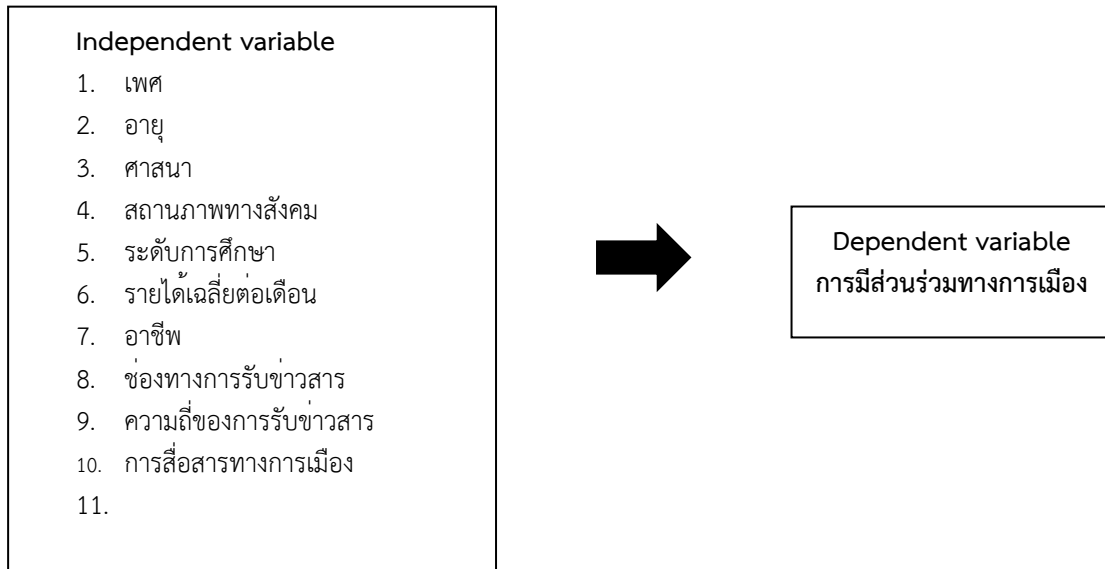 Independent variable
1. เพศ
2. อายุ
3. ศาสนา
4. สถานภาพทางสังคม
5. ระดับการศึกษา
6. รายได้เฉลี่ยต่อเดือน
7. อาชีพ
8. ช่องทางการรับข่าวสาร
9. ความถี่ของการรับข่าวสาร
10. การสื่อสารทางการเมือง
11.
Dependent variable
การมีส่วนร่วมทางการเมือง